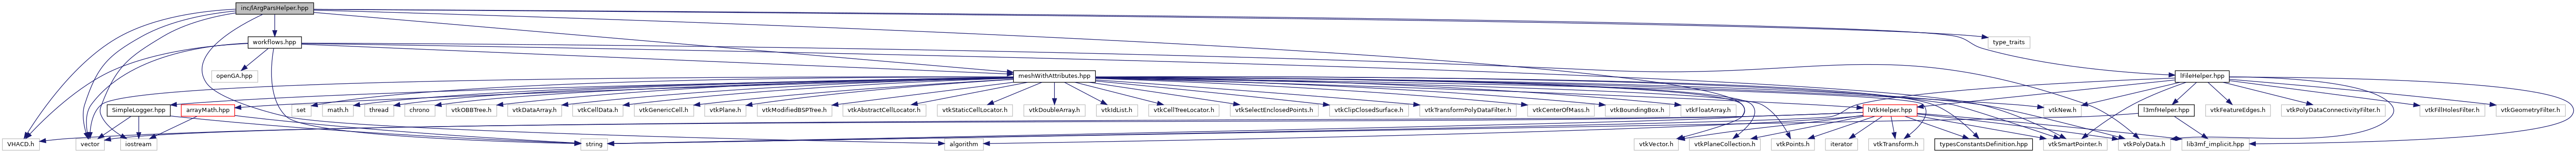 inc/lArgParsHelper.hpp
workflows.hpp
type_traits
openGA.hpp
meshWithAttributes.hpp
lFileHelper.hpp
SimpleLogger.hpp
arrayMath.hpp
set
math.h
thread
chrono
vtkOBBTree.h
vtkDataArray.h
vtkCellData.h
vtkGenericCell.h
vtkPlane.h
vtkModifiedBSPTree.h
vtkAbstractCellLocator.h
vtkStaticCellLocator.h
vtkDoubleArray.h
vtkIdList.h
vtkCellTreeLocator.h
vtkSelectEnclosedPoints.h
vtkClipClosedSurface.h
vtkTransformPolyDataFilter.h
vtkCenterOfMass.h
vtkBoundingBox.h
vtkFloatArray.h
lVtkHelper.hpp
vtkNew.h
l3mfHelper.hpp
vtkFeatureEdges.h
vtkPolyDataConnectivityFilter.h
vtkFillHolesFilter.h
vtkGeometryFilter.h
VHACD.h
vector
iostream
string
algorithm
vtkVector.h
vtkPlaneCollection.h
vtkPoints.h
iterator
vtkTransform.h
typesConstantsDefinition.hpp
vtkSmartPointer.h
vtkPolyData.h
lib3mf_implicit.hpp